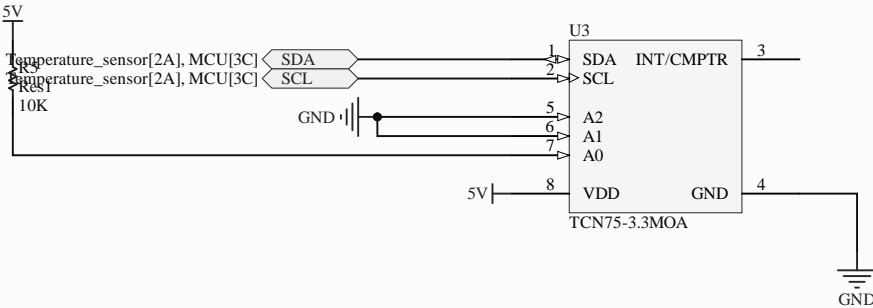 5V
U3
Temperature_sensor[2A], MCU[3C] SDA 1 SDA INT/CMPTR 3
R5
Temperature_sensor[2A], MCU[3C] SCL 2 SCL
Res1
10K
GND 5 A2
6 A1
7 A0
5V 8 VDD GND 4
TCN75-3.3MOA
GND